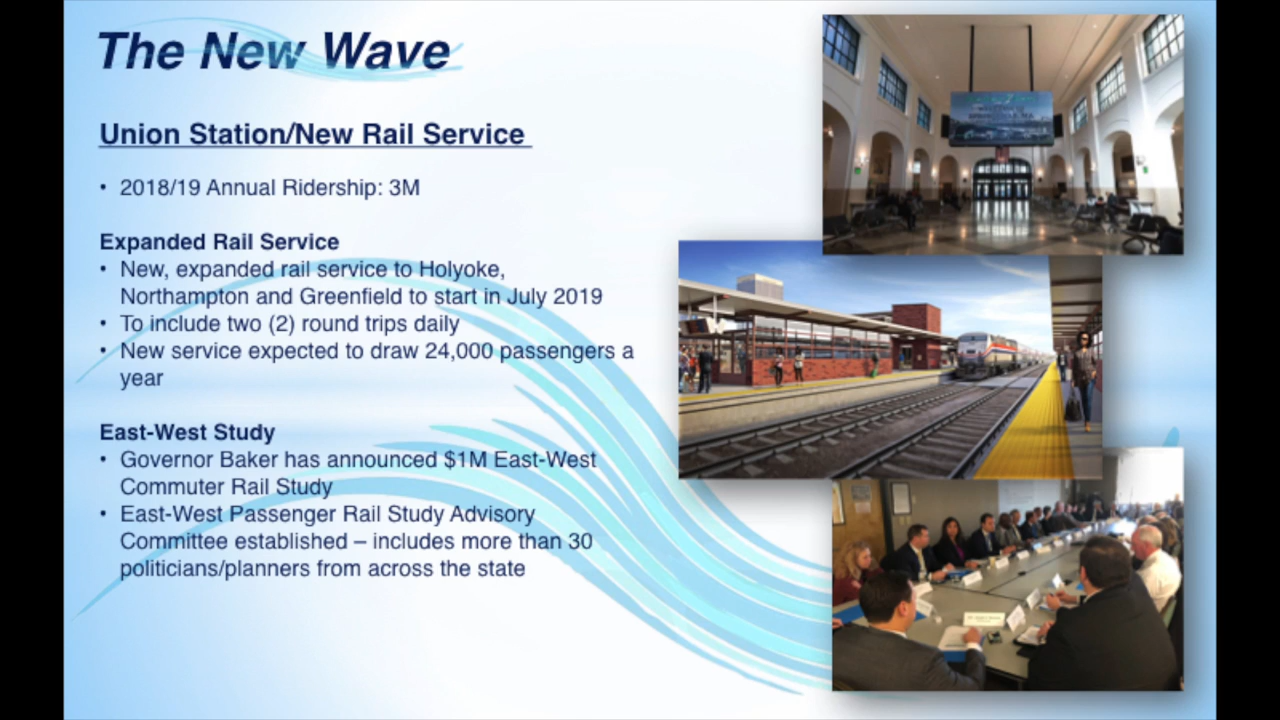 The New Wave
Union Station/New Rail Service
• 2018/19 Annual Ridership: 3M
Expanded Rail Service
• New, expanded rail service to Holyoke,
Northampton and Greenfield to start in July 2019
• To include two (2) round trips daily
• New service expected to draw 24,000 passengers a
year
East-West Study
• Governor Baker has announced $1M East-West
Commuter Rail Study
• East-West Passenger Rail Study Advisory
Committee established – includes more than 30
politicians/planners from across the state